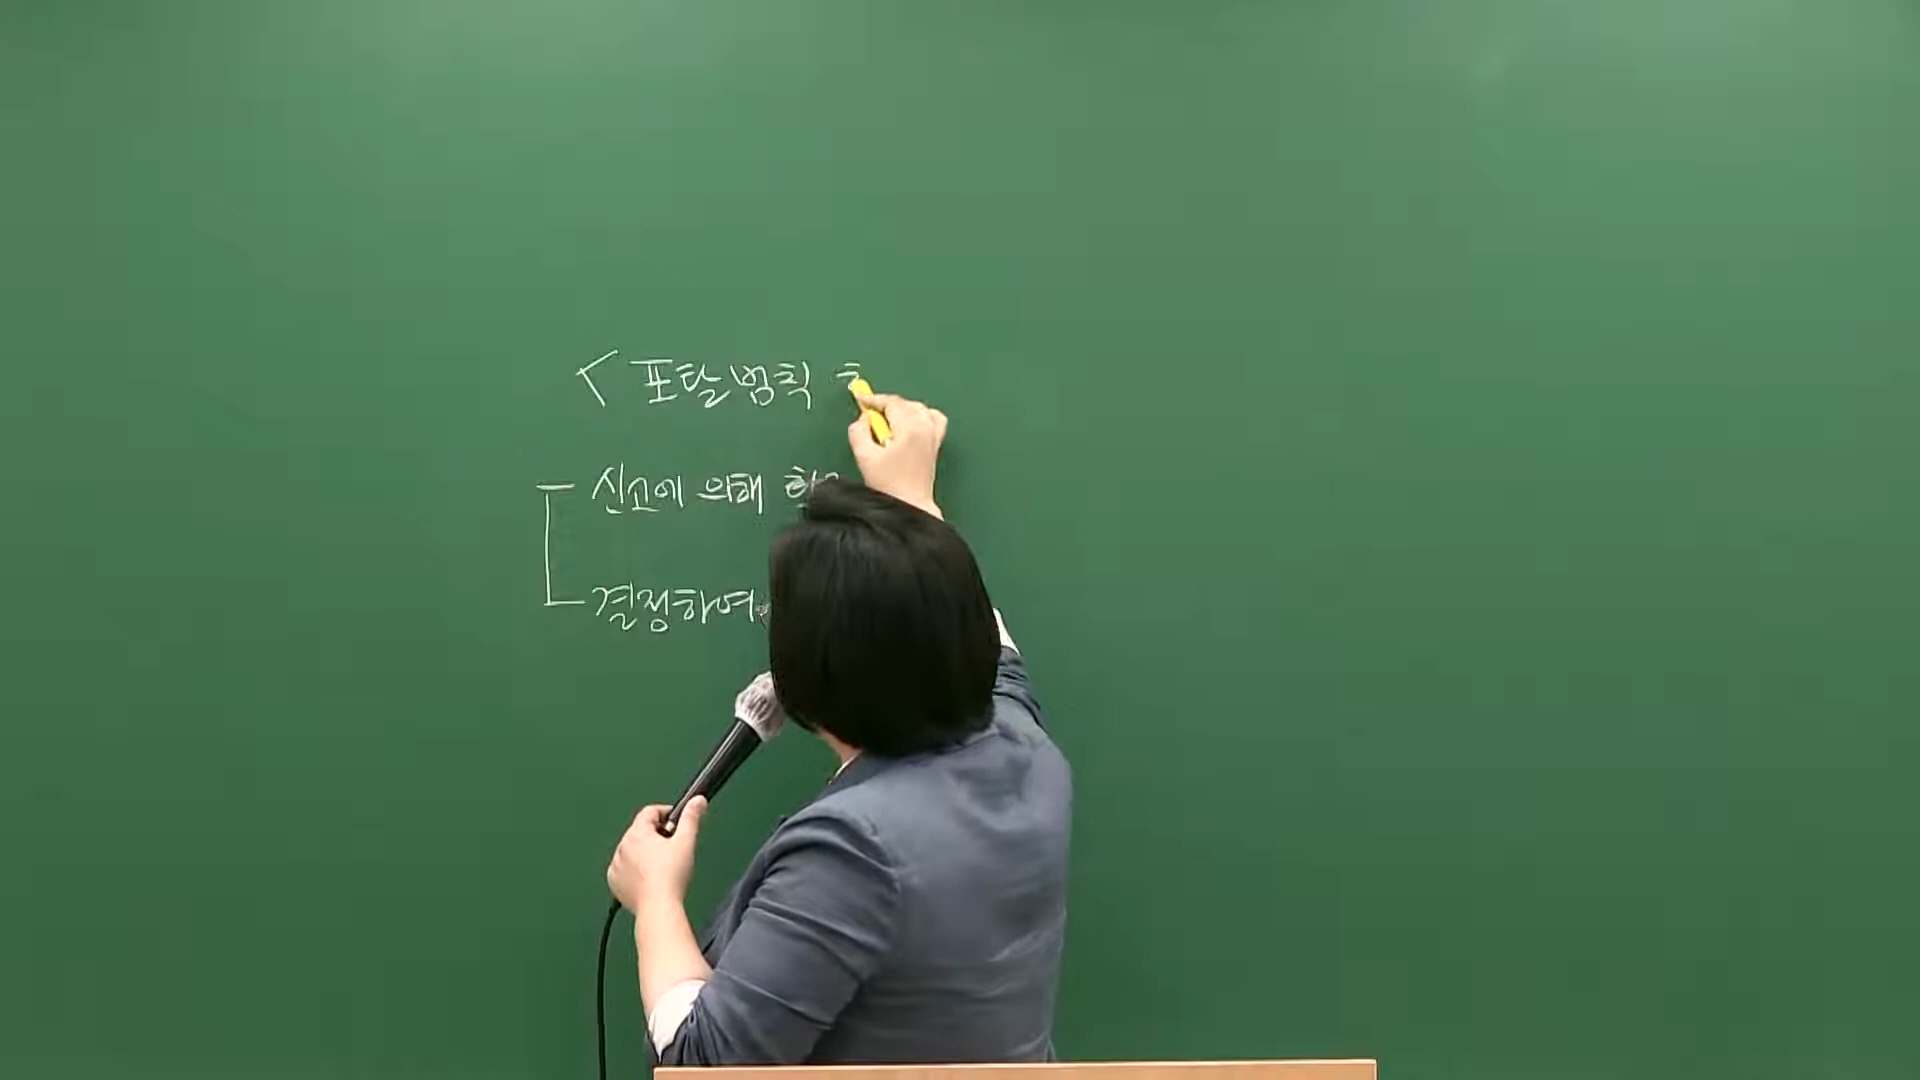 < 포탈범칙
신고에 의해
결정하여